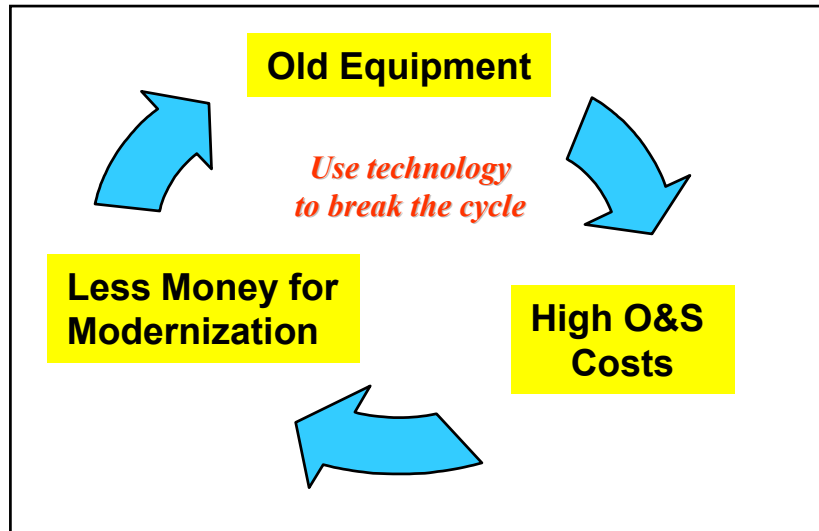 Old Equipment
Use technology
to break the cycle
Less Money for
Modernization
High O&S
Costs